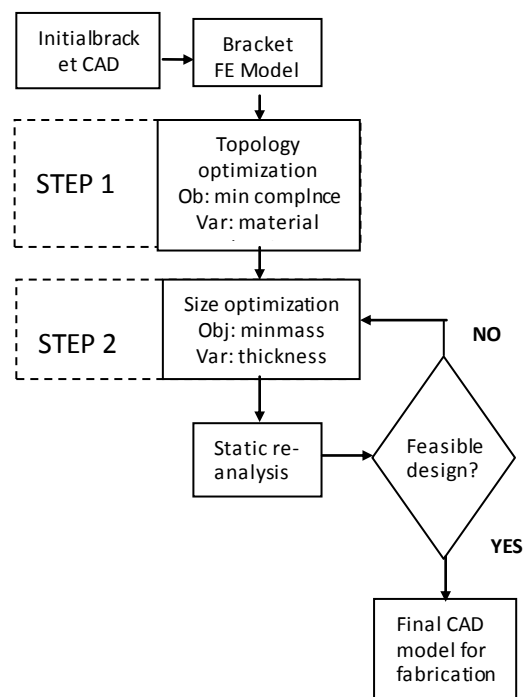 Initialbrack
et CAD
Bracket
FE Model
STEP 1
Topology
optimization
Ob: min complnce
Var: material
STEP 2
Size optimization
Obj: minmass
Var: thickness
NO
Static re-
analysis
Feasible
design?
YES
Final CAD
model for
fabrication